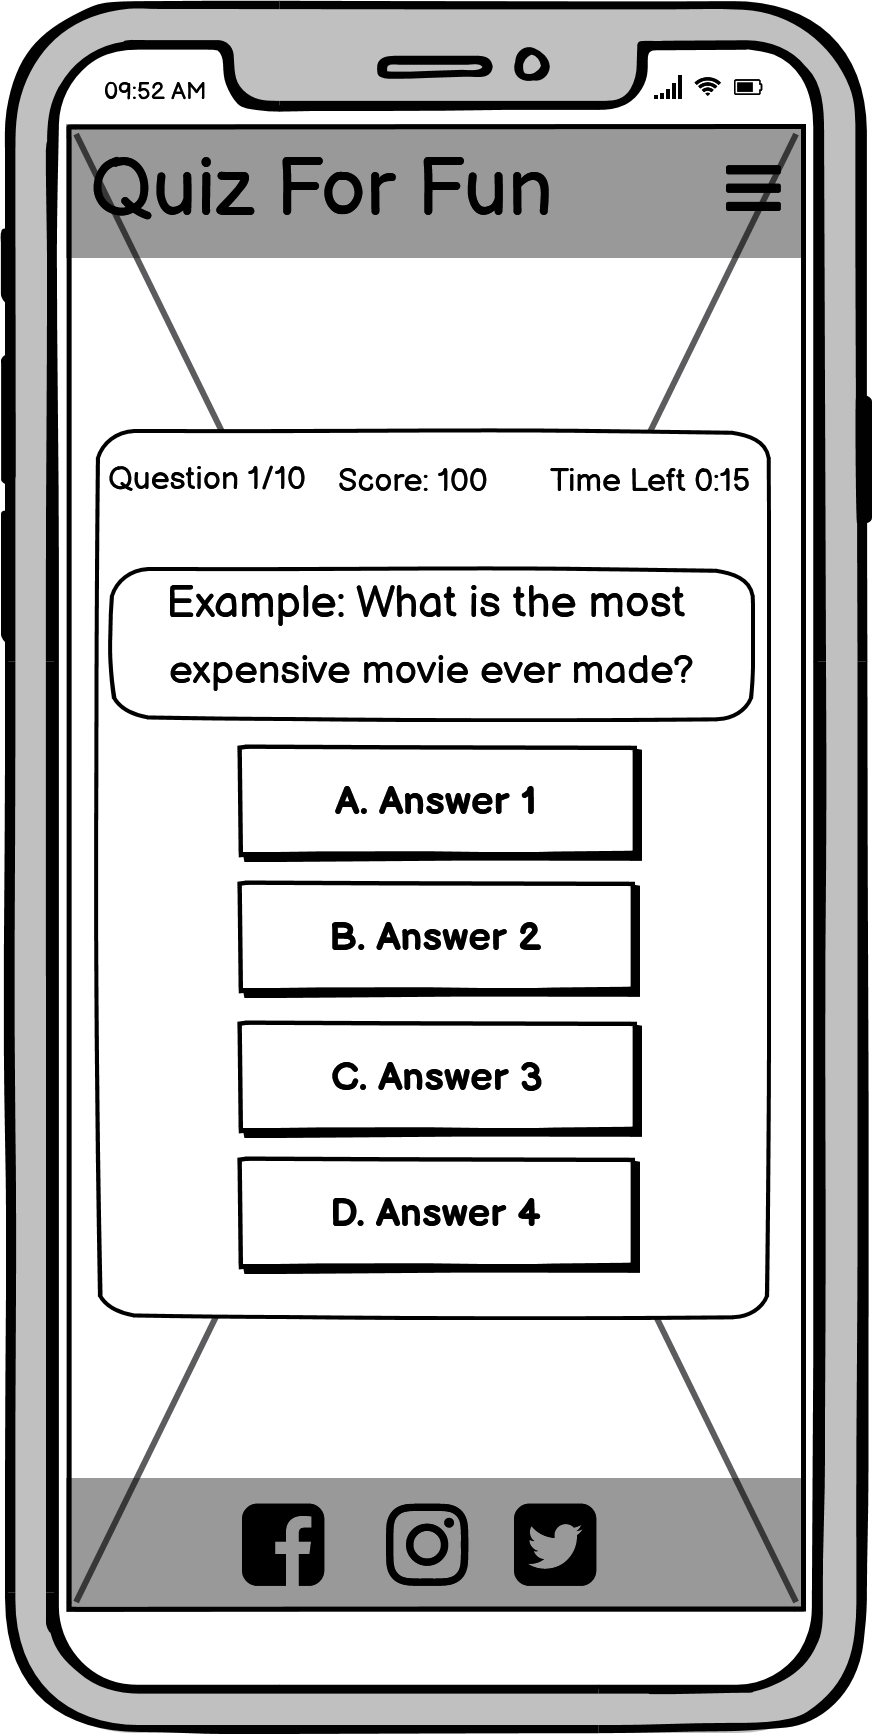 09:52 AM
Quiz For Fun
Question 1/10 Score: 100 Time Left 0:15
Example: What is the most
expensive movie ever made?
A. Answer 1
B. Answer 2
C. Answer 3
D. Answer 4